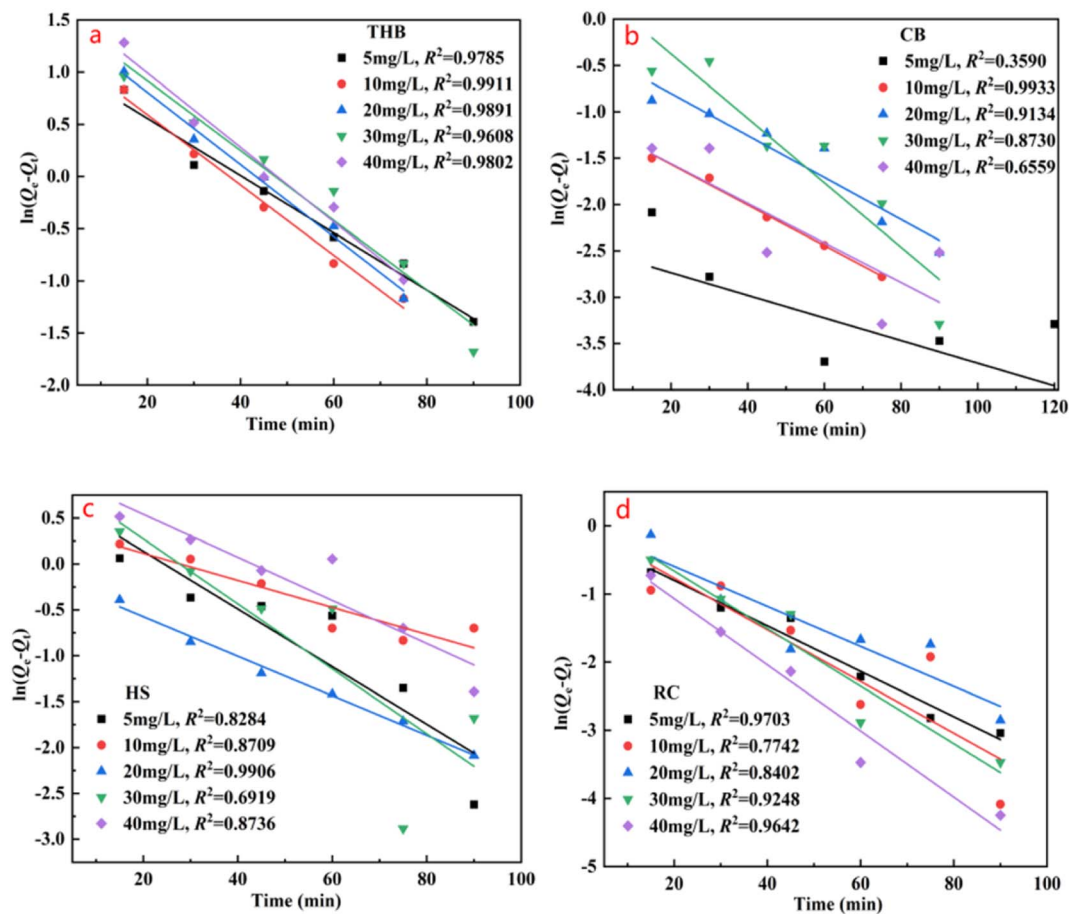 a
THB
5mg/L, R²=0.9785
10mg/L, R²=0.9911
20mg/L, R²=0.9891
30mg/L, R²=0.9608
40mg/L, R²=0.9802
1.5
1.0
0.5
0.0
-0.5
-1.0
-1.5
-2.0
ln(Qe-Qt)
20 40 60 80 100
Time (min)
b
CB
5mg/L, R²=0.3590
10mg/L, R²=0.9933
20mg/L, R²=0.9134
30mg/L, R²=0.8730
40mg/L, R²=0.6559
0.0
-0.5
-1.0
-1.5
-2.0
-2.5
-3.0
-3.5
-4.0
ln(Qe-Qt)
20 40 60 80 100 120
Time (min)
c
HS
5mg/L, R²=0.8284
10mg/L, R²=0.8709
20mg/L, R²=0.9906
30mg/L, R²=0.6919
40mg/L, R²=0.8736
0.5
0.0
-0.5
-1.0
-1.5
-2.0
-2.5
-3.0
ln(Qe-Qt)
20 40 60 80 100
Time (min)
d
RC
5mg/L, R²=0.9703
10mg/L, R²=0.7742
20mg/L, R²=0.8402
30mg/L, R²=0.9248
40mg/L, R²=0.9642
0
-1
-2
-3
-4
-5
ln(Qe-Qt)
20 40 60 80 100
Time (min)